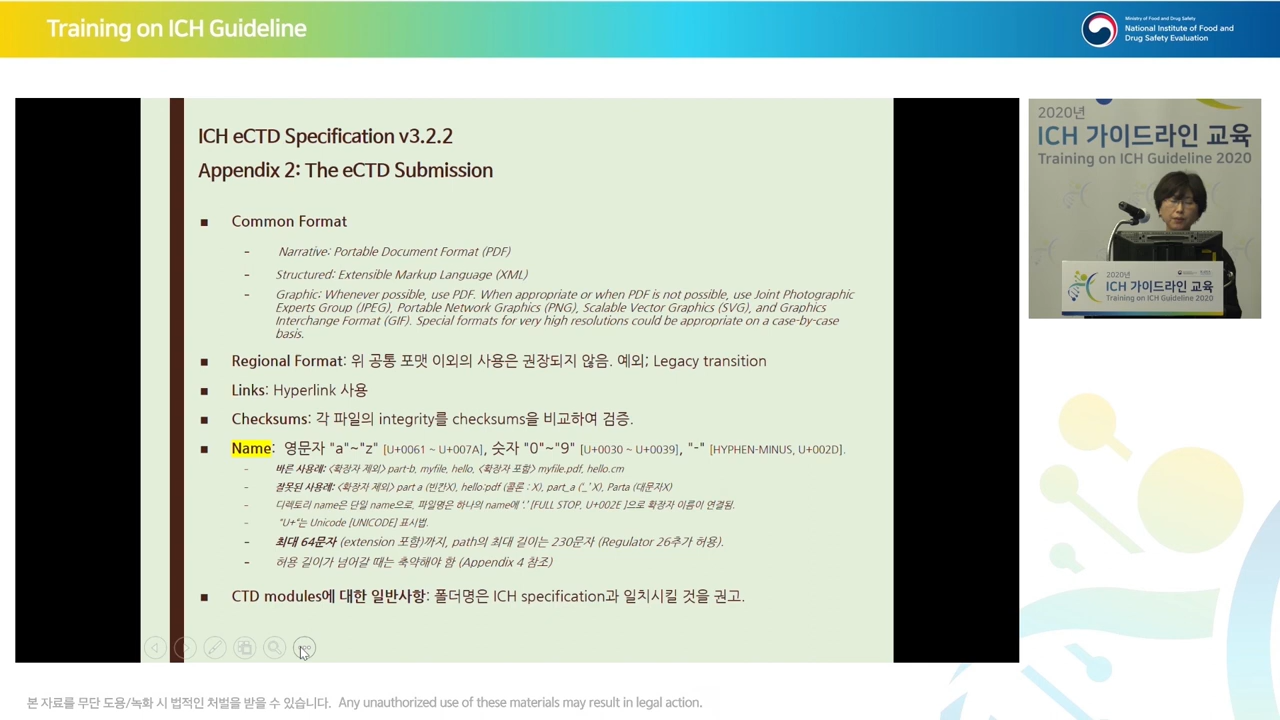 Training on ICH Guideline
Ministry of Food and Drug Safety
National Institute of Food and
Drug Safety Evaluation
ICH eCTD Specification v3.2.2
Appendix 2: The eCTD Submission
■ Common Format
- Narrative: Portable Document Format (PDF)
- Structured: Extensible Markup Language (XML)
- Graphic: Whenever possible, use PDF. When appropriate or when PDF is not possible, use Joint Photographic
Experts Group (JPEG), Portable Network Graphics (PNG), Scalable Vector Graphics (SVG), and Graphics
Interchange Format (GIF). Special formats for very high resolutions could be appropriate on a case-by-case
basis.
■ Regional Format: 위 공통 포맷 이외의 사용은 권장되지 않음. 예외; Legacy transition
■ Links: Hyperlink 사용
■ Checksums: 각 파일의 integrity를 checksums을 비교하여 검증.
■ Name: 영문자 "a"~"z" [U+0061 ~ U+007A], 숫자 "0"~"9" [U+0030 ~ U+0039], "-" [HYPHEN-MINUS, U+002D].
- 바른 사용례: <확장자 제외> part-b, myfile, hello, <확장자 포함> myfile.pdf, hello.cm
- 잘못된 사용례: <확장자 제외> part a (빈칸X), hello:pdf (콜론 : X), part_a ('_' X), Parta (대문자X)
- 디렉토리 name은 단일 name으로, 파일명은 하나의 name에 '.' [FULL STOP, U+002E ]으로 확장자 이름이 연결됨.
- "U+"는 Unicode [UNICODE] 표시법.
- 최대 64문자 (extension 포함)까지, path의 최대 길이는 230문자 (Regulator 26추가 허용).
- 허용 길이가 넘어갈 때는 축약해야 함 (Appendix 4 참조)
■ CTD modules에 대한 일반사항: 폴더명은 ICH specification과 일치시킬 것을 권고.
2020년
ICH 가이드라인 교육
Training on ICH Guideline 2020
2020년
ICH 가이드라인 교육
Training on ICH Guideline 2020
본 자료를 무단 도용/녹화 시 법적인 처벌을 받을 수 있습니다. Any unauthorized use of these materials may result in legal action.